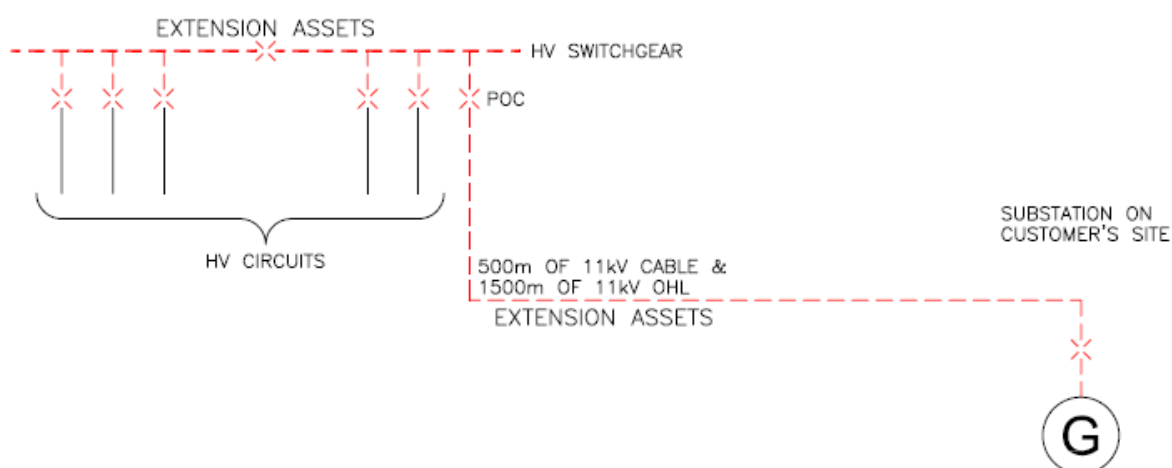 EXTENSION ASSETS
HV SWITCHGEAR
POC
HV CIRCUITS
SUBSTATION ON
CUSTOMER'S SITE
500m OF 11kV CABLE &
1500m OF 11kV OHL
EXTENSION ASSETS
G